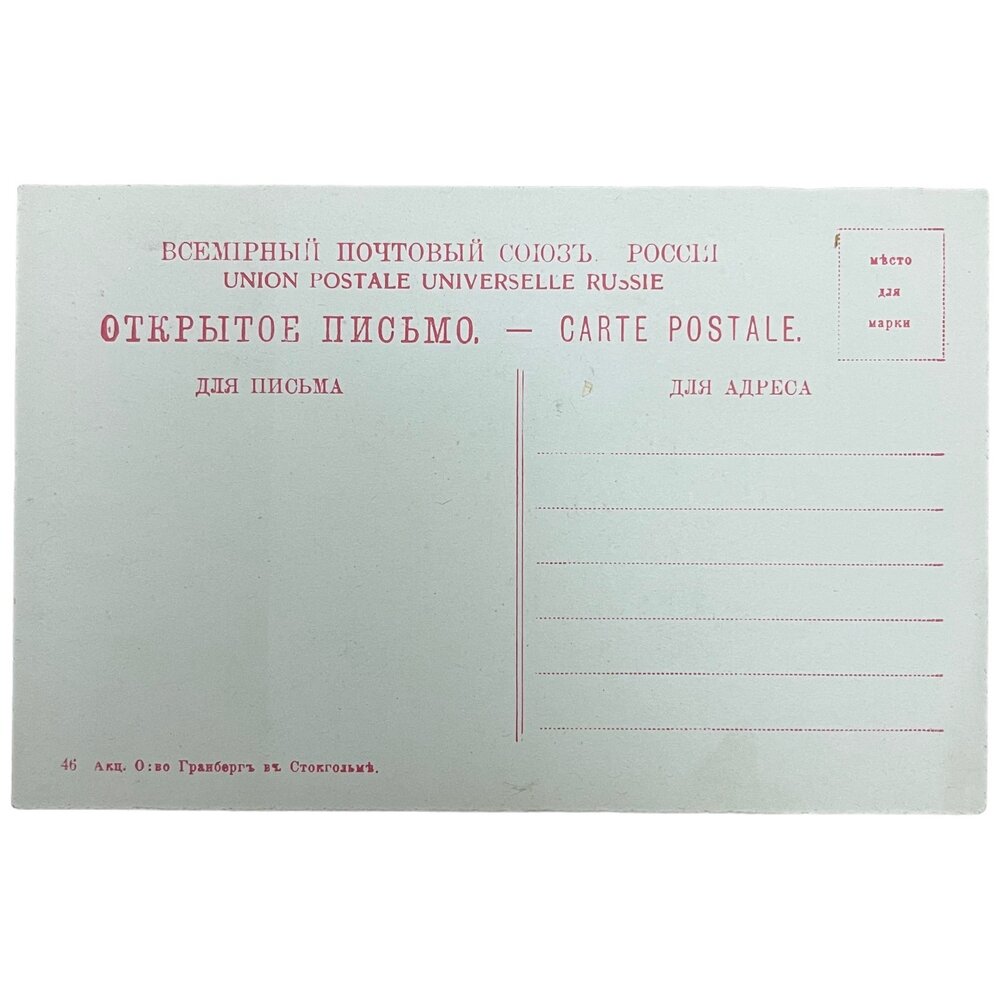 ВСЕМІРНЫЙ ПОЧТОВЫЙ СОЮЗЪ. РОССІЯ
UNION POSTALE UNIVERSELLE RUSSIE
ОТКРЫТОЕ ПИСЬМО. — CARTE POSTALE.
мѣсто
для
марки
ДЛЯ ПИСЬМА
ДЛЯ АДРЕСА
46 Акц. О:во Гранбергъ въ Стокгольмѣ.